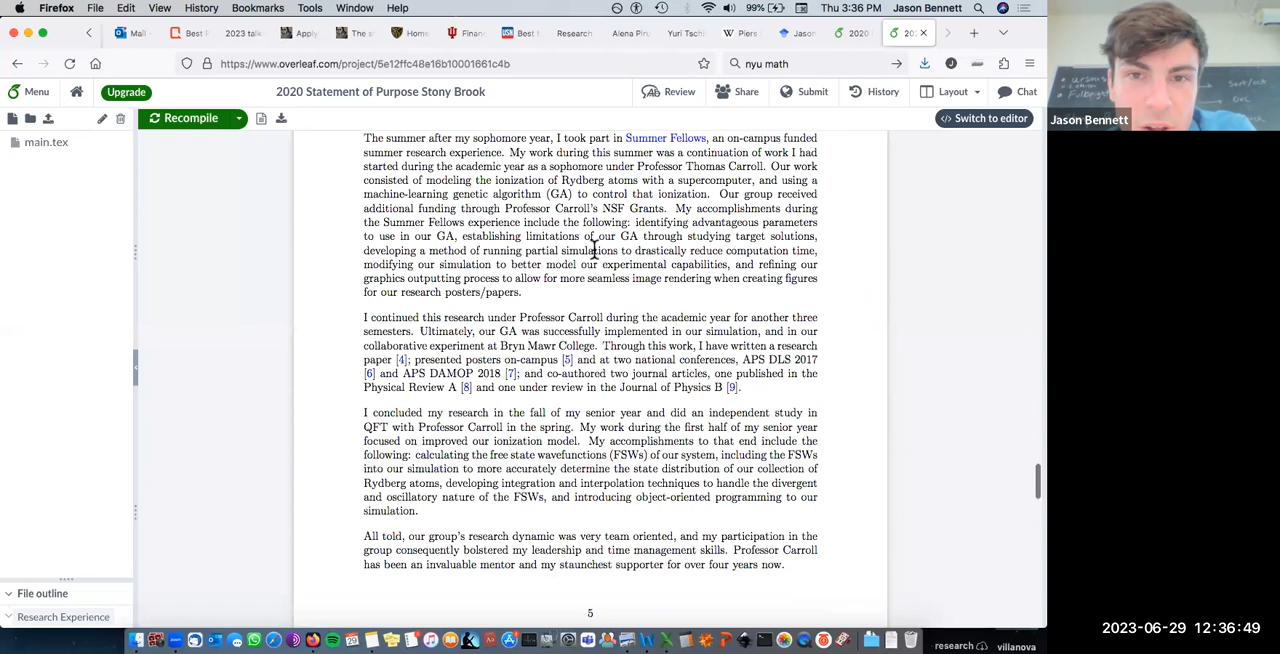 Firefox File Edit View History Bookmarks Tools Window Help 99% Thu 3:36 PM Jason Bennett
Mail - Best P 2023 talk Apply The s Home Financ Best Research Alena Pir Yuri Tschi Piers Jason 2020 20
https://www.overleaf.com/project/5e12ffc48e16b10001661c4b nyu math
Menu Upgrade 2020 Statement of Purpose Stony Brook Review Share Submit History Layout Chat
Recompile Switch to editor
main.tex
The summer after my sophomore year, I took part in Summer Fellows, an on-campus funded
summer research experience. My work during this summer was a continuation of work I had
started during the academic year as a sophomore under Professor Thomas Carroll. Our work
consisted of modeling the ionization of Rydberg atoms with a supercomputer, and using a
machine-learning genetic algorithm (GA) to control that ionization. Our group received
additional funding through Professor Carroll's NSF Grants. My accomplishments during
the Summer Fellows experience include the following: identifying advantageous parameters
to use in our GA, establishing limitations of our GA through studying target solutions,
developing a method of running partial simulations to drastically reduce computation time,
modifying our simulation to better model our experimental capabilities, and refining our
graphics outputting process to allow for more seamless image rendering when creating figures
for our research posters/papers.
I continued this research under Professor Carroll during the academic year for another three
semesters. Ultimately, our GA was successfully implemented in our simulation, and in our
collaborative experiment at Bryn Mawr College. Through this work, I have written a research
paper [4]; presented posters on-campus [5] and at two national conferences, APS DLS 2017
[6] and APS DAMOP 2018 [7]; and co-authored two journal articles, one published in the
Physical Review A [8] and one under review in the Journal of Physics B [9].
I concluded my research in the fall of my senior year and did an independent study in
QFT with Professor Carroll in the spring. My work during the first half of my senior year
focused on improved our ionization model. My accomplishments to that end include the
following: calculating the free state wavefunctions (FSWs) of our system, including the FSWs
into our simulation to more accurately determine the state distribution of our collection of
Rydberg atoms, developing integration and interpolation techniques to handle the divergent
and oscillatory nature of the FSWs, and introducing object-oriented programming to our
simulation.
All told, our group's research dynamic was very team oriented, and my participation in the
group consequently bolstered my leadership and time management skills. Professor Carroll
has been an invaluable mentor and my staunchest supporter for over four years now.
5
File outline
Research Experience
research villanova
Jason Bennett
2023-06-29 12:36:49